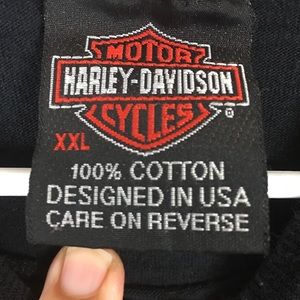 MOTOR
HARLEY-DAVIDSON
CYCLES
®
XXL
100% COTTON
DESIGNED IN USA
CARE ON REVERSE